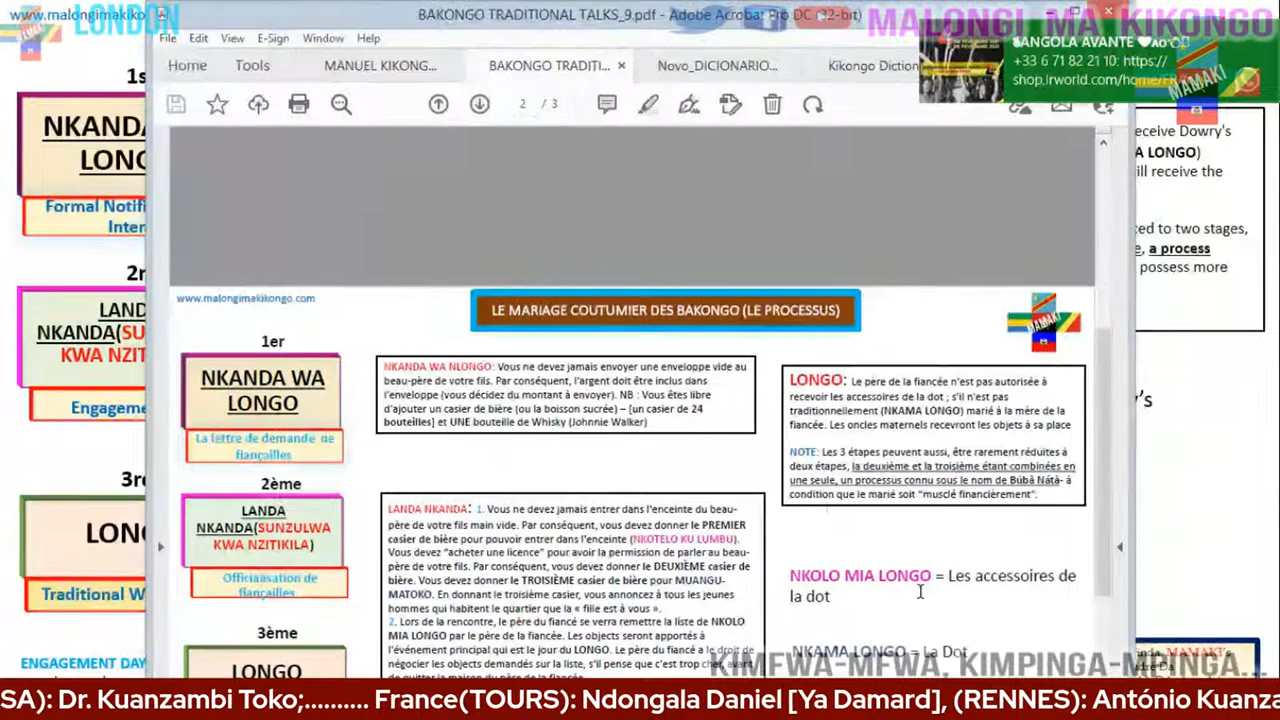 www.malongimakiko
LONDON
BAKONGO TRADITIONAL TALKS_9.pdf - Adobe Acrobat Pro DC (32-bit)
MALONGI MA KIKONGO
File Edit View E-Sign Window Help
Home Tools MANUEL KIKONG... BAKONGO TRADITI... × Novo_DICIONARIO... Kikongo Diction
ANGOLA AVANTE
+33 6 71 82 21 10: https://
shop.lrworld.com/home/FR
MAMAKI
2 / 3
1s
NKANDA
LONG
Formal Notifi
Inter
2n
LAND
NKANDA(SU
KWA NZIT
Engageme
3r
LON
Traditional W
ENGAGEMENT DAY
www.malongimakikongo.com
LE MARIAGE COUTUMIER DES BAKONGO (LE PROCESSUS)
MAMAKI
1er
NKANDA WA
LONGO
La lettre de demande de
fiançailles
2ème
LANDA
NKANDA(SUNZULWA
KWA NZITIKILA)
Officialisation de
fiançailles
3ème
LONGO
NKANDA WA NLONGO: Vous ne devez jamais envoyer une enveloppe vide au
beau-père de votre fils. Par conséquent, l'argent doit être inclus dans
l'enveloppe (vous décidez du montant à envoyer). NB : Vous êtes libre
d'ajouter un casier de bière (ou la boisson sucrée) – [un casier de 24
bouteilles] et UNE bouteille de Whisky (Johnnie Walker)
LANDA NKANDA: 1. Vous ne devez jamais entrer dans l'enceinte du beau-
père de votre fils main vide. Par conséquent, vous devez donner le PREMIER
casier de bière pour pouvoir entrer dans l'enceinte (NKOTELO KU LUMBU).
Vous devez "acheter une licence" pour avoir la permission de parler au beau-
père de votre fils. Par conséquent, vous devez donner le DEUXIÈME casier de
bière. Vous devez donner le TROISIÈME casier de bière pour MUANGU-
MATOKO. En donnant le troisième casier, vous annoncez à tous les jeunes
hommes qui habitent le quartier que la « fille est à vous ».
2. Lors de la rencontre, le père du fiancé se verra remettre la liste de NKOLO
MIA LONGO par le père de la fiancée. Les objets seront apportés à
l'événement principal qui est le jour du LONGO. Le père du fiancé a le droit de
négocier les objets demandés sur la liste, s'il pense que c'est trop cher, avant
de quitter la maison du père de la fiancée.
LONGO: Le père de la fiancée n'est pas autorisée à
recevoir les accessoires de la dot ; s'il n'est pas
traditionnellement (NKAMA LONGO) marié à la mère de la
fiancée. Les oncles maternels recevront les objets à sa place
NOTE: Les 3 étapes peuvent aussi, être rarement réduites à
deux étapes, la deuxième et la troisième étant combinées en
une seule, un processus connu sous le nom de Búbà Nátà- à
condition que le marié soit "musclé financièrement".
NKOLO MIA LONGO = Les accessoires de
la dot
NKAMA LONGO = La Dot
eceive Dowry's
A LONGO)
ill receive the
ced to two stages,
e, a process
possess more
y's
MAMAKI's
KIMFWA-MFWA, KIMPINGA-MPINGA...
SA): Dr. Kuanzambi Toko;.......... France(TOURS): Ndongala Daniel [Ya Damard], (RENNES): António Kuanza